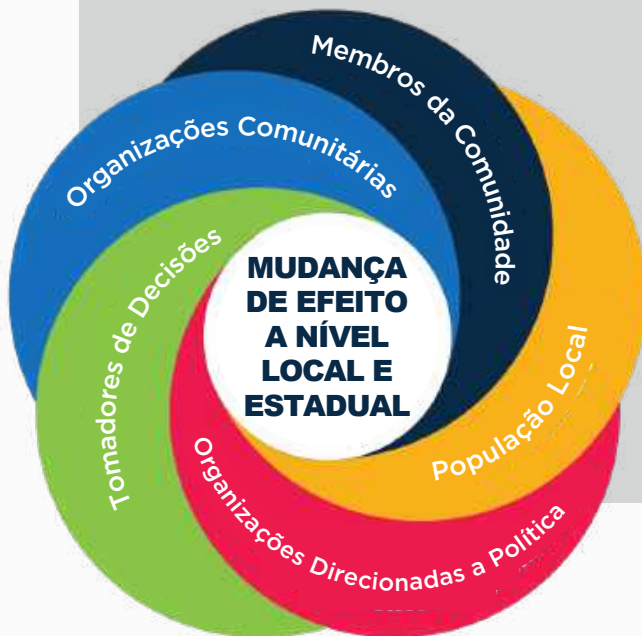 Membros da Comunidade
Organizações Comunitárias
Tomadores de Decisões
MUDANÇA
DE EFEITO
A NÍVEL
LOCAL E
ESTADUAL
População Local
Organizações Direcionadas a Política